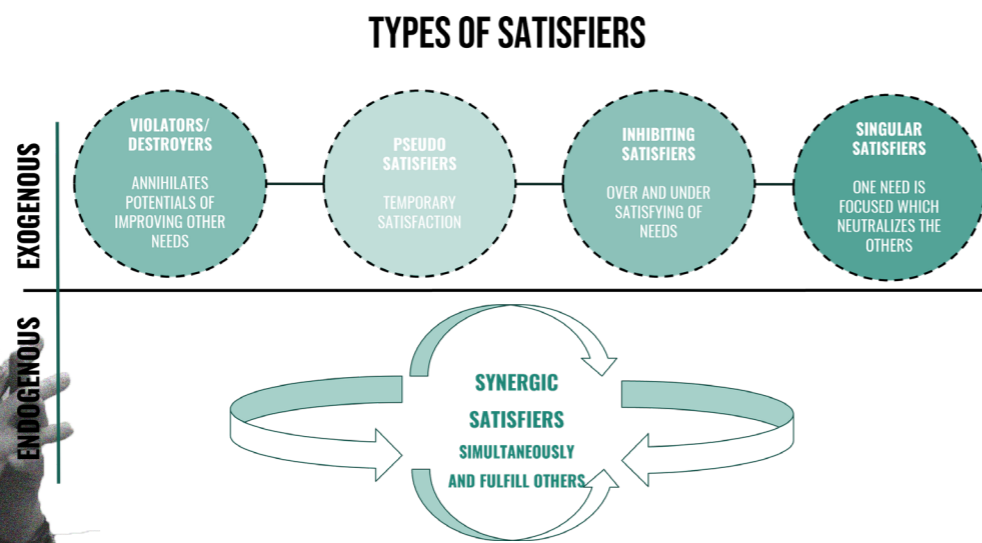 TYPES OF SATISFIERS
EXOGENOUS
VIOLATORS/
DESTROYERS
ANNIHILATES
POTENTIALS OF
IMPROVING OTHER
NEEDS
PSEUDO
SATISFIERS
TEMPORARY
SATISFACTION
INHIBITING
SATISFIERS
OVER AND UNDER
SATISFYING OF
NEEDS
SINGULAR
SATISFIERS
ONE NEED IS
FOCUSED WHICH
NEUTRALIZES THE
OTHERS
ENDOGENOUS
SYNERGIC
SATISFIERS
SIMULTANEOUSLY
AND FULFILL OTHERS